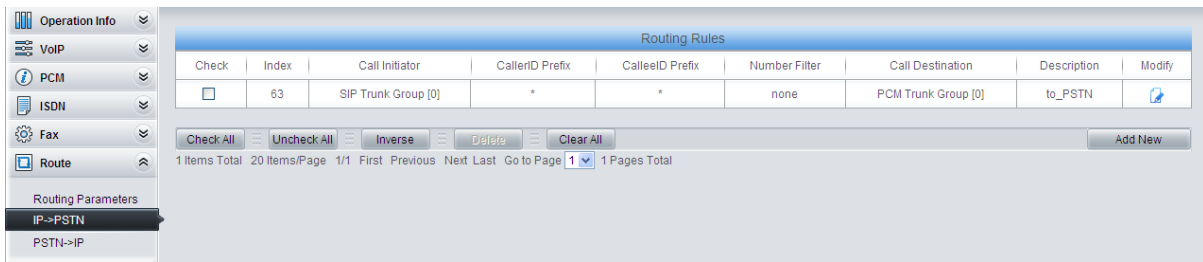 Operation Info
VoIP
PCM
ISDN
Fax
Route
Routing Parameters
IP->PSTN
PSTN->IP
Routing Rules
Check Index Call Initiator CallerID Prefix CalleeID Prefix Number Filter Call Destination Description Modify
63 SIP Trunk Group [0] * * none PCM Trunk Group [0] to_PSTN
Check All Uncheck All Inverse Delete Clear All Add New
1 Items Total 20 Items/Page 1/1 First Previous Next Last Go to Page 1 1 Pages Total